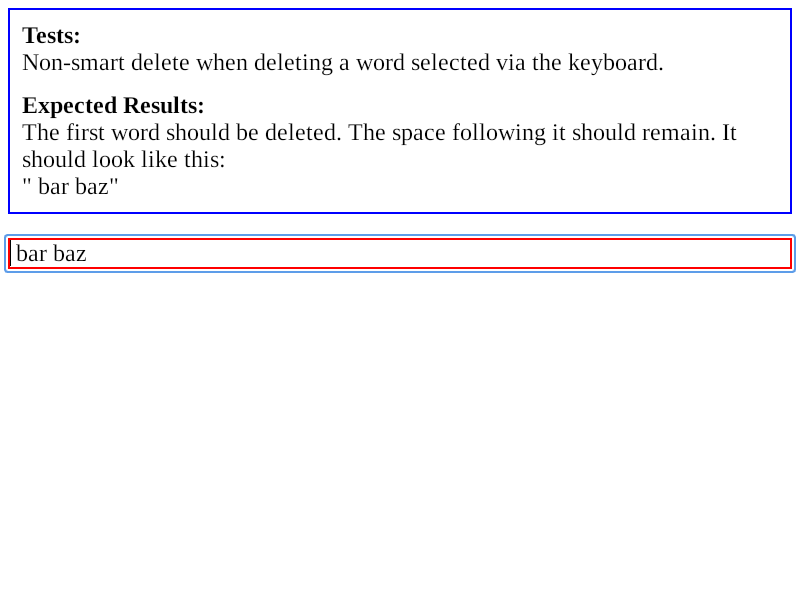 Tests:
Non-smart delete when deleting a word selected via the keyboard.
Expected Results:
The first word should be deleted. The space following it should remain. It
should look like this:
" bar baz"
bar baz